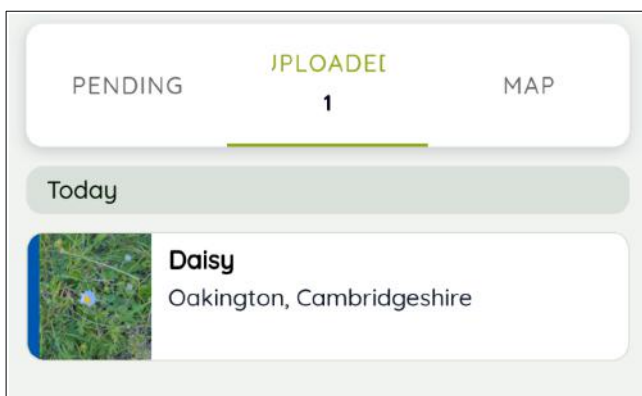 PENDING
UPLOADED
1
MAP
Today
Daisy
Oakington, Cambridgeshire